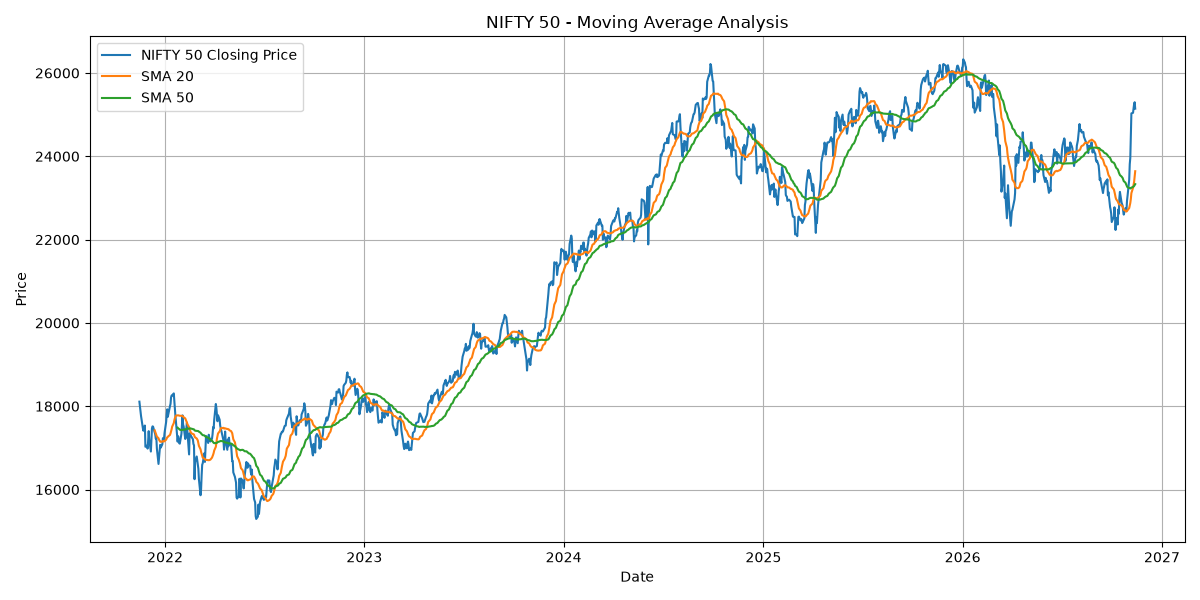 NIFTY 50 - Moving Average Analysis
NIFTY 50 Closing Price
SMA 20
SMA 50
Price
26000
24000
22000
20000
18000
16000
2022
2023
2024
2025
2026
2027
Date